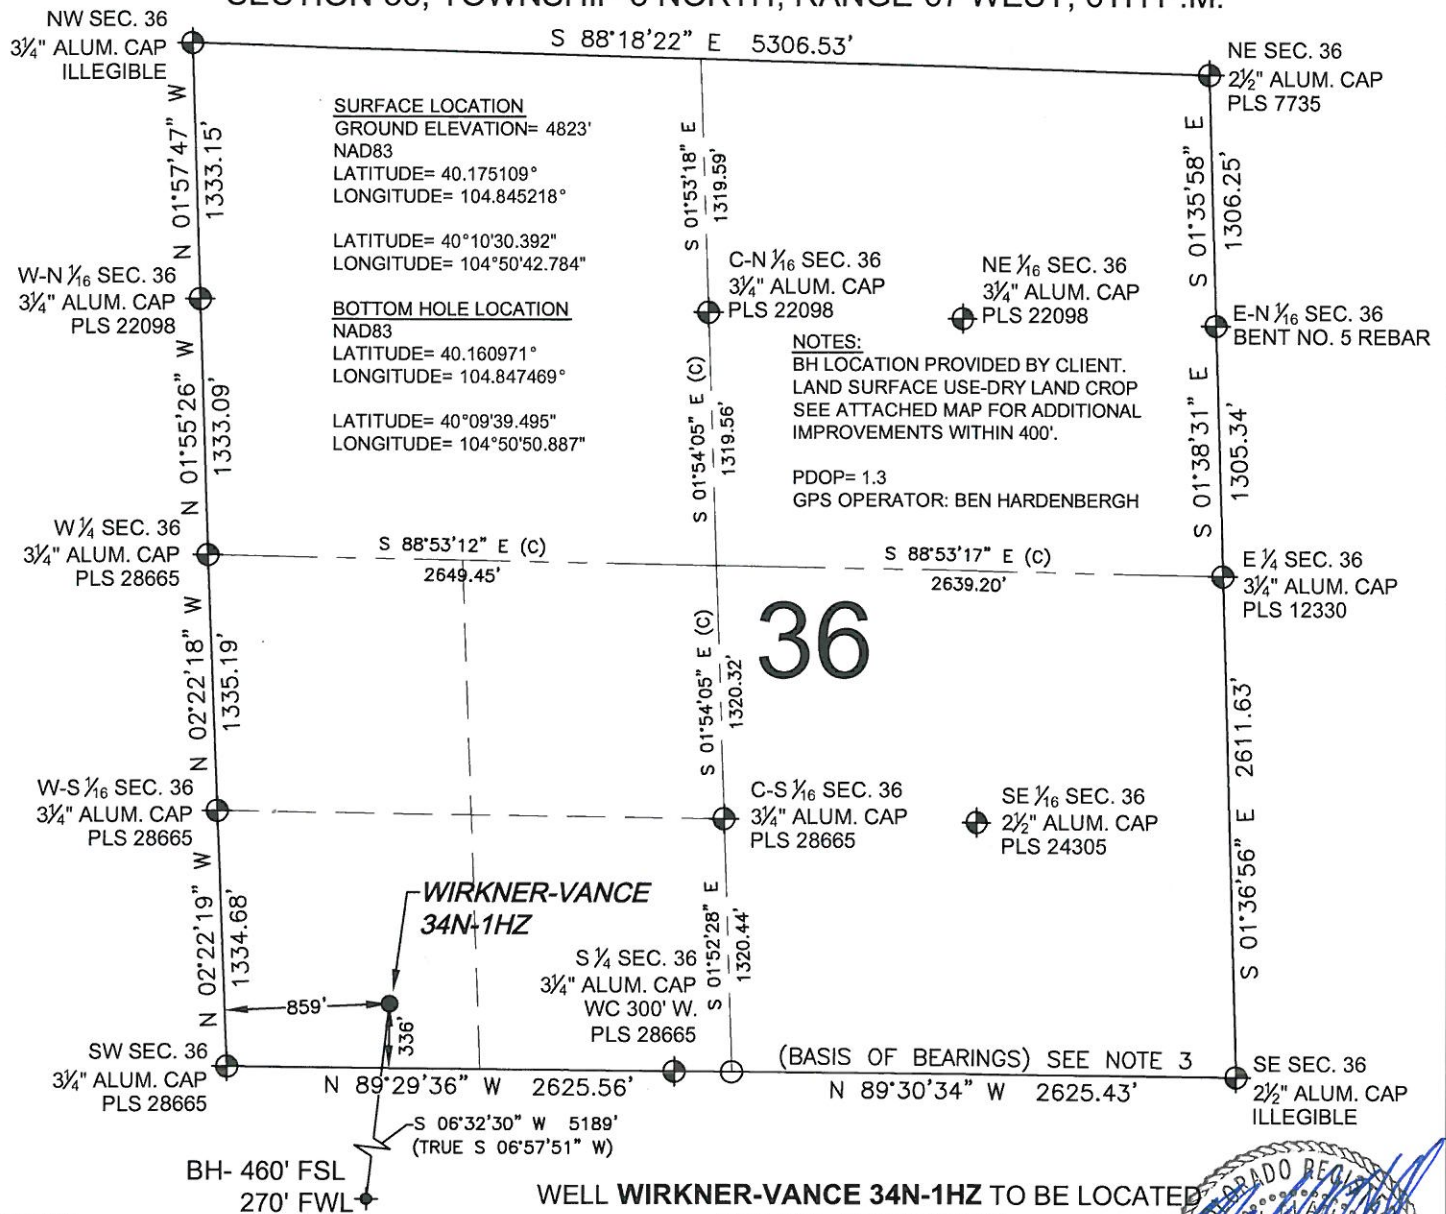 SECTION 36, TOWNSHIP 3 NORTH, RANGE 67 WEST, 6TH P.M.
NW SEC. 36
3¼" ALUM. CAP
ILLEGIBLE
S 88°18'22" E 5306.53'
NE SEC. 36
2½" ALUM. CAP
PLS 7735
N 01°57'47" W
1333.15'
SURFACE LOCATION
GROUND ELEVATION= 4823'
NAD83
LATITUDE= 40.175109°
LONGITUDE= 104.845218°
LATITUDE= 40°10'30.392"
LONGITUDE= 104°50'42.784"
BOTTOM HOLE LOCATION
NAD83
LATITUDE= 40.160971°
LONGITUDE= 104.847469°
LATITUDE= 40°09'39.495"
LONGITUDE= 104°50'50.887"
S 01°53'18" E
1319.59'
S 01°35'58" E
1306.25'
W-N 1/16 SEC. 36
3¼" ALUM. CAP
PLS 22098
C-N 1/16 SEC. 36
3¼" ALUM. CAP
PLS 22098
NE 1/16 SEC. 36
3¼" ALUM. CAP
PLS 22098
E-N 1/16 SEC. 36
BENT NO. 5 REBAR
NOTES:
BH LOCATION PROVIDED BY CLIENT.
LAND SURFACE USE-DRY LAND CROP
SEE ATTACHED MAP FOR ADDITIONAL
IMPROVEMENTS WITHIN 400'.
PDOP= 1.3
GPS OPERATOR: BEN HARDENBERGH
N 01°55'26" W
1333.09'
S 01°54'05" E (C)
1319.56'
S 01°38'31" E
1305.34'
W ¼ SEC. 36
3¼" ALUM. CAP
PLS 28665
S 88°53'12" E (C)
2649.45'
S 88°53'17" E (C)
2639.20'
E ¼ SEC. 36
3¼" ALUM. CAP
PLS 12330
36
N 02°22'18" W
1335.19'
S 01°54'05" E (C)
1320.32'
S 01°36'56" E 2611.63'
W-S 1/16 SEC. 36
3¼" ALUM. CAP
PLS 28665
C-S 1/16 SEC. 36
3¼" ALUM. CAP
PLS 28665
SE 1/16 SEC. 36
2½" ALUM. CAP
PLS 24305
N 02°22'19" W
1334.68'
WIRKNER-VANCE
34N-1HZ
S 01°52'28" E
1320.44'
S ¼ SEC. 36
3¼" ALUM. CAP
WC 300' W.
PLS 28665
859'
336'
SW SEC. 36
3¼" ALUM. CAP
PLS 28665
N 89°29'36" W 2625.56'
(BASIS OF BEARINGS) SEE NOTE 3
N 89°30'34" W 2625.43'
SE SEC. 36
2½" ALUM. CAP
ILLEGIBLE
S 06°32'30" W 5189'
(TRUE S 06°57'51" W)
BH- 460' FSL
270' FWL
WELL WIRKNER-VANCE 34N-1HZ TO BE LOCATED